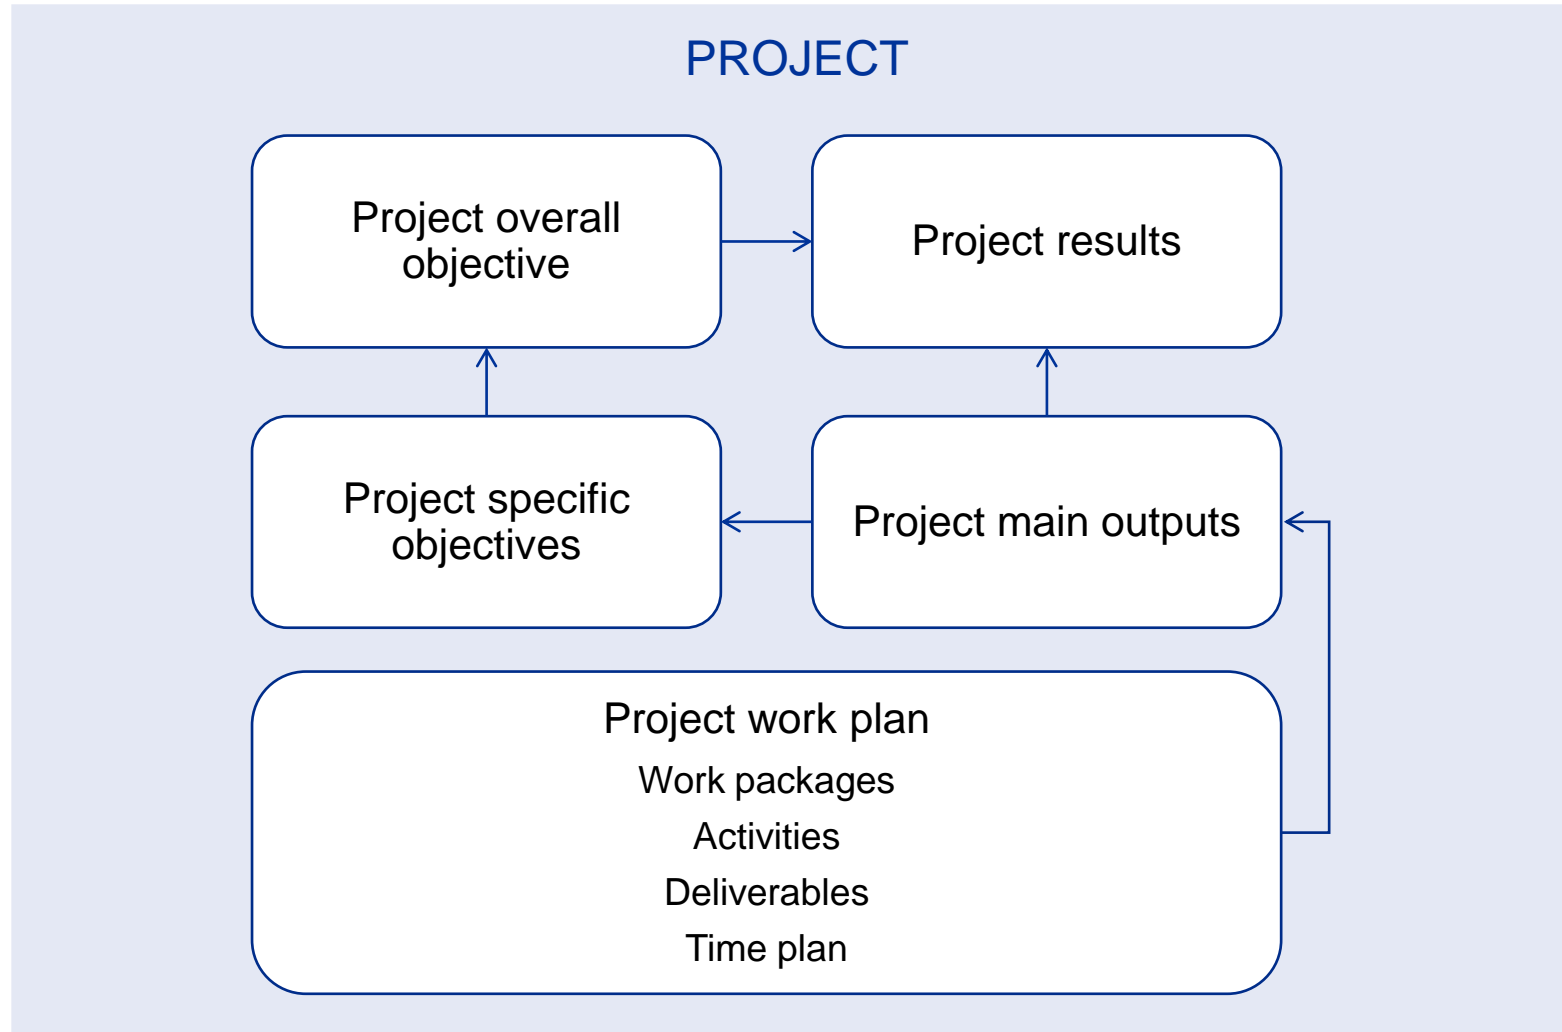 PROJECT
Project overall
objective
Project results
Project specific
objectives
Project main outputs
Project work plan
Work packages
Activities
Deliverables
Time plan